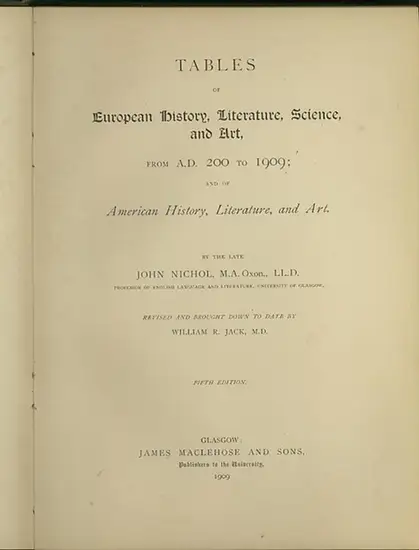 TABLES
OF
European History, Literature, Science,
and Art,
FROM A.D. 200 TO 1909;
AND OF
American History, Literature, and Art.
BY THE LATE
JOHN NICHOL, M.A. Oxon., LL.D.
PROFESSOR OF ENGLISH LANGUAGE AND LITERATURE, UNIVERSITY OF GLASGOW,
REVISED AND BROUGHT DOWN TO DATE BY
WILLIAM R. JACK, M.D.
FIFTH EDITION.
GLASGOW:
JAMES MACLEHOSE AND SONS,
Publishers to the University,
1909